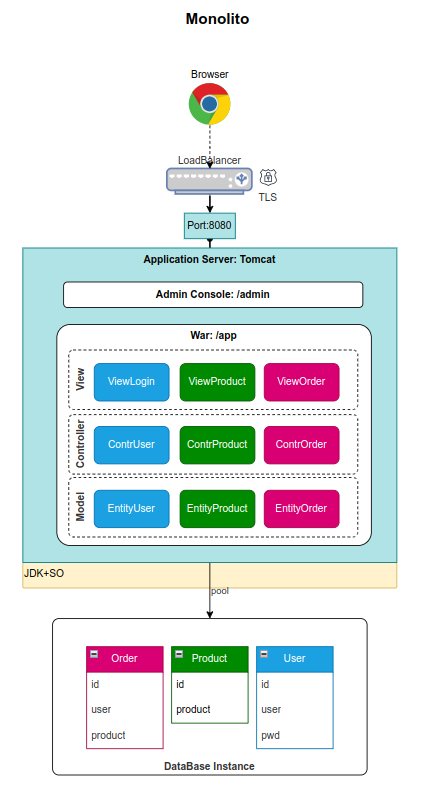 Monolito
Browser
LoadBalancer
TLS
Port:8080
Application Server: Tomcat
Admin Console: /admin
War: /app
View
ViewLogin
ViewProduct
ViewOrder
Controller
ContrUser
ContrProduct
ContrOrder
Model
EntityUser
EntityProduct
EntityOrder
JDK+SO
pool
Order
id
user
product
Product
id
product
User
id
user
pwd
DataBase Instance